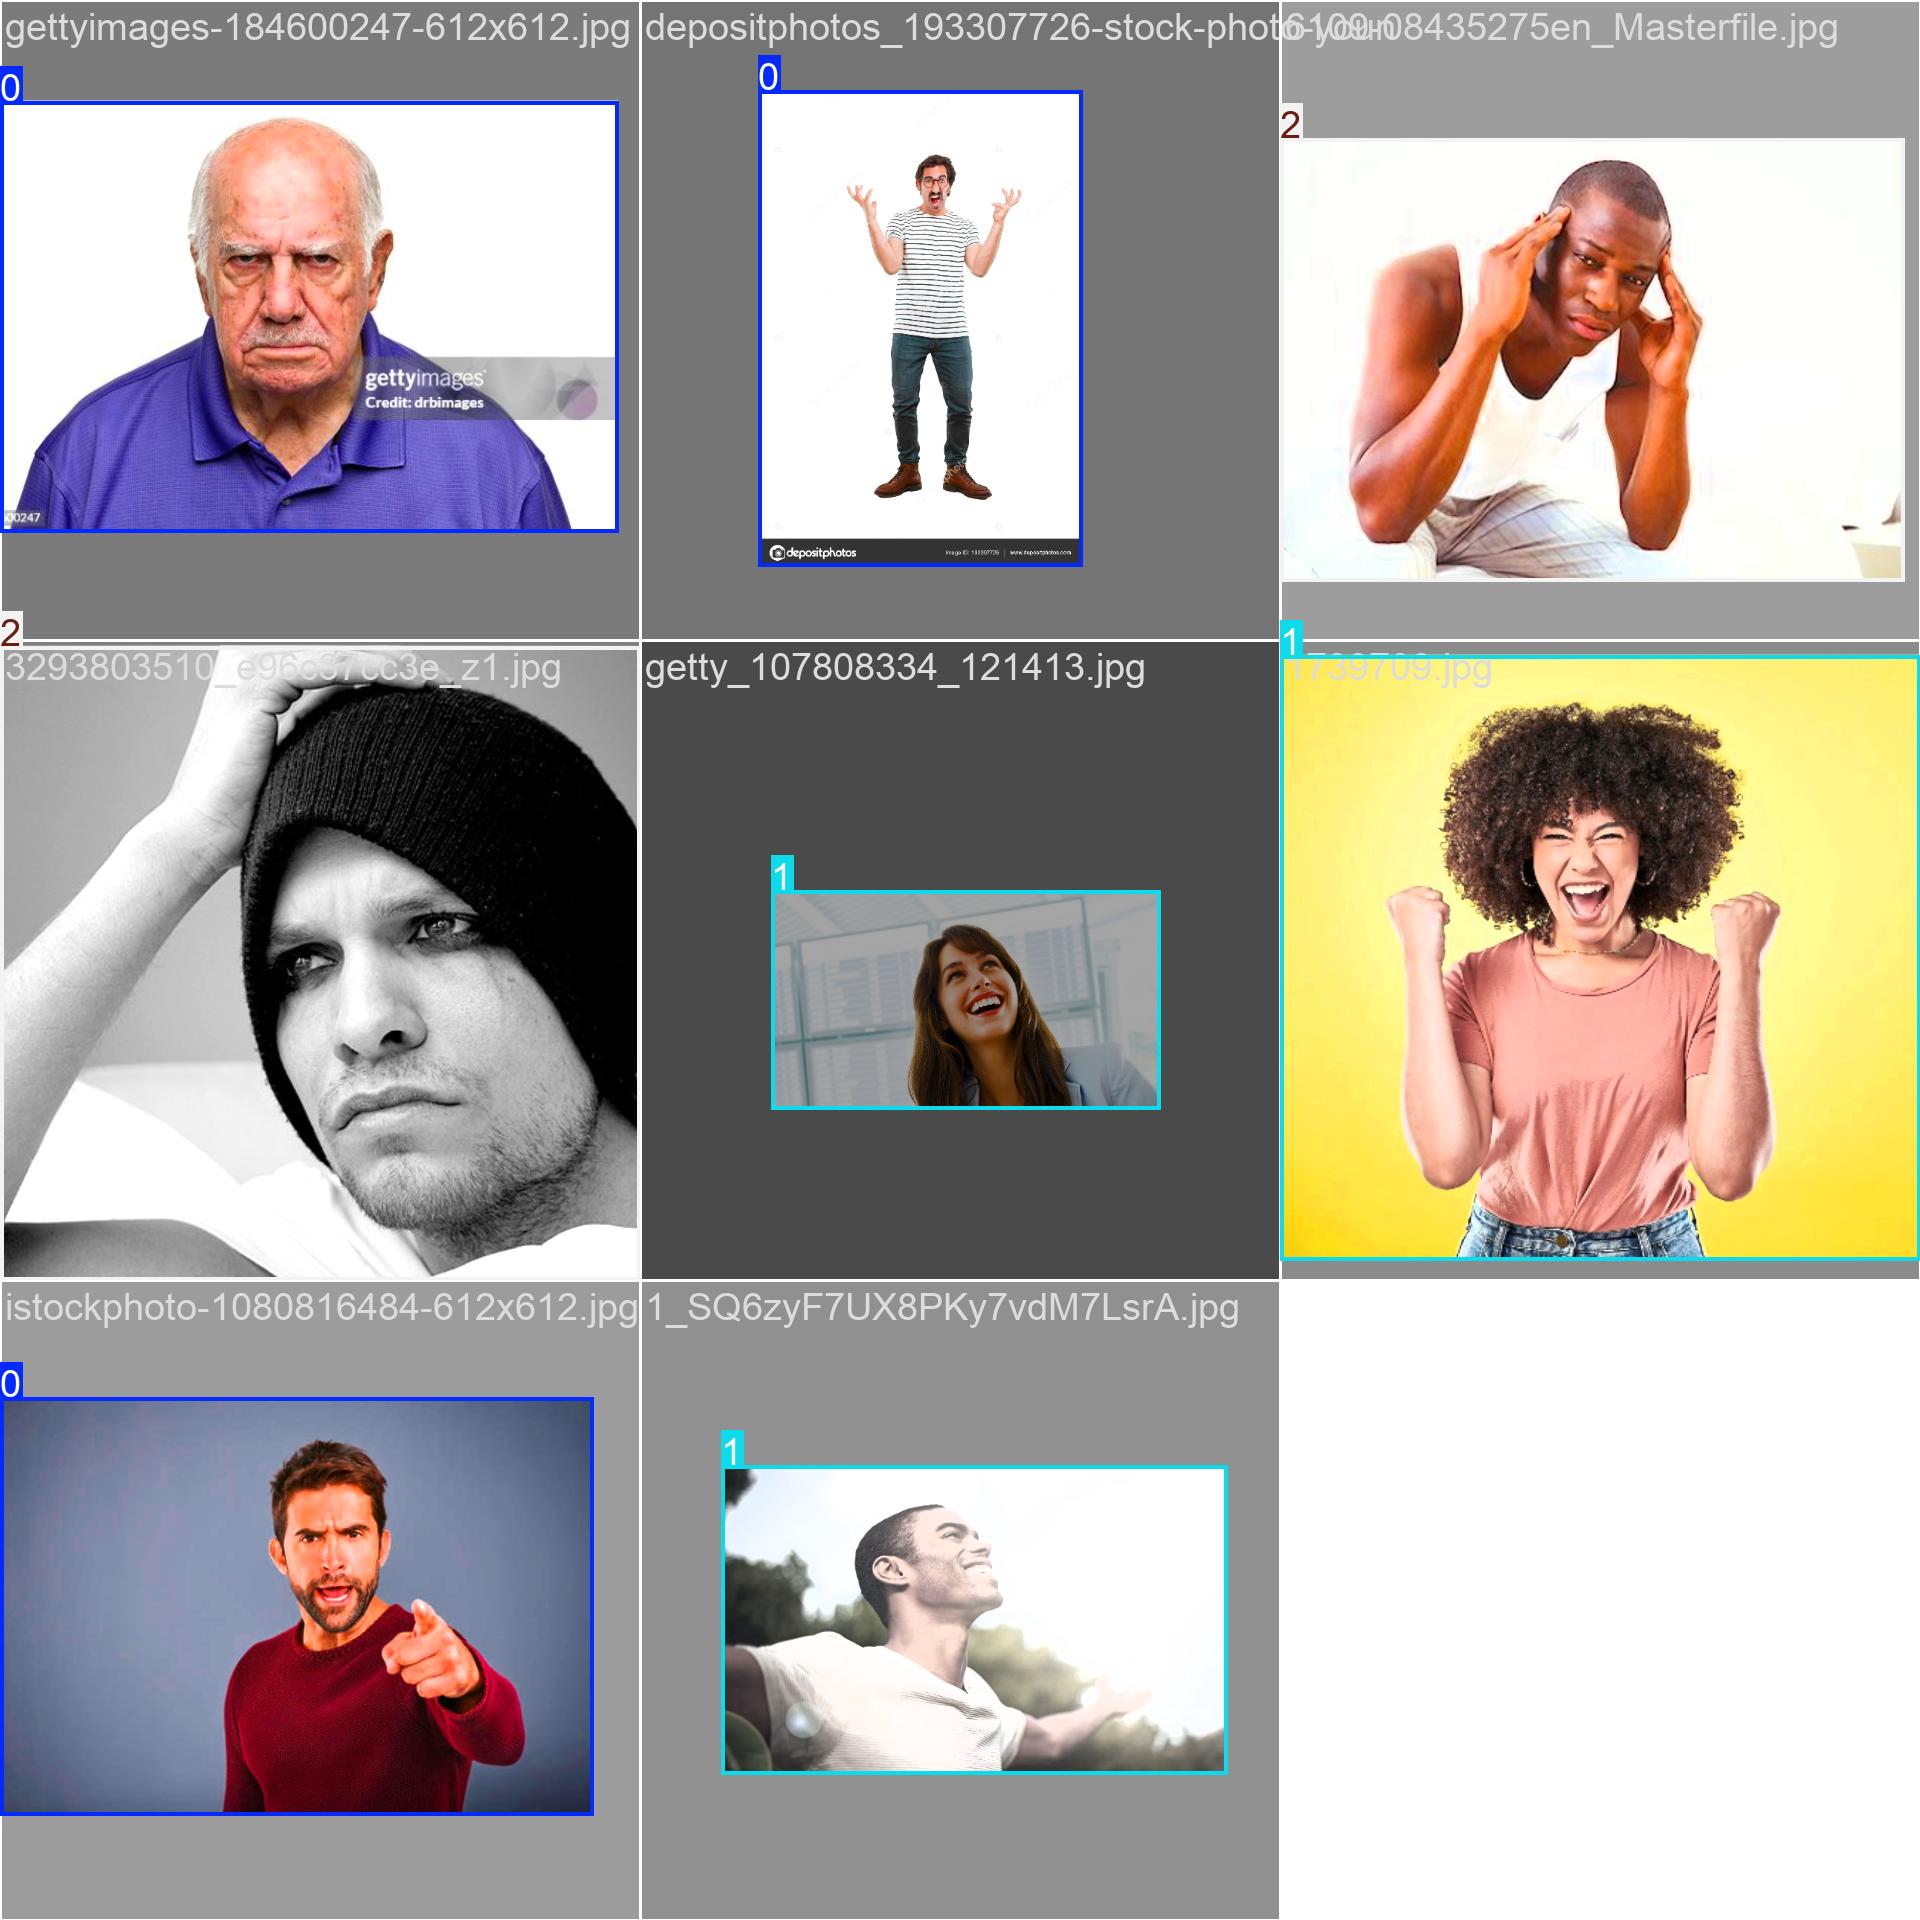 gettyimages-184600247-612x612.jpg
depositphotos_193307726-stock-photo-youn
6109-08435275en_Masterfile.jpg
0
0
2
gettyimages
Credit: drbimages
00247
depositphotos
Image ID: 193307726
www.depositphotos.com
2
1
3293803510_e96c37cc3e_z1.jpg
getty_107808334_121413.jpg
1739709.jpg
1
istockphoto-1080816484-612x612.jpg
1_SQ6zyF7UX8PKy7vdM7LsrA.jpg
0
1